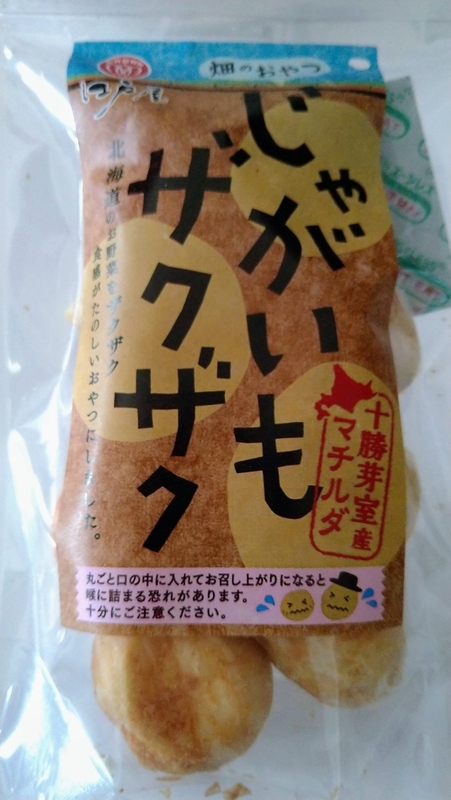 畑のおやつ
じゃがいも
ザクザク
北海道のお野菜をザクザク
食感がたのしいおやつにしました。
十勝芽室産
マチルダ
丸ごと口の中に入れてお召し上がりになると
喉に詰まる恐れがあります。
十分にご注意ください。